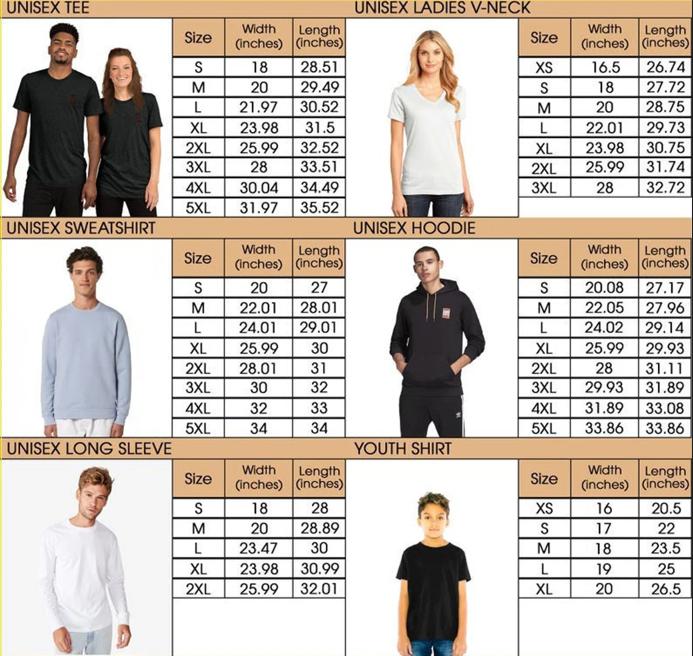 UNISEX TEE
Size Width (inches) Length (inches)
S 18 28.51
M 20 29.49
L 21.97 30.52
XL 23.98 31.5
2XL 25.99 32.52
3XL 28 33.51
4XL 30.04 34.49
5XL 31.97 35.52
UNISEX LADIES V-NECK
Size Width (inches) Length (inches)
XS 16.5 26.74
S 18 27.72
M 20 28.75
L 22.01 29.73
XL 23.98 30.75
2XL 25.99 31.74
3XL 28 32.72
UNISEX SWEATSHIRT
Size Width (inches) Length (inches)
S 20 27
M 22.01 28.01
L 24.01 29.01
XL 25.99 30
2XL 28.01 31
3XL 30 32
4XL 32 33
5XL 34 34
UNISEX HOODIE
Size Width (inches) Length (inches)
S 20.08 27.17
M 22.05 27.96
L 24.02 29.14
XL 25.99 29.93
2XL 28 31.11
3XL 29.93 31.89
4XL 31.89 33.08
5XL 33.86 33.86
UNISEX LONG SLEEVE
Size Width (inches) Length (inches)
S 18 28
M 20 28.89
L 23.47 30
XL 23.98 30.99
2XL 25.99 32.01
YOUTH SHIRT
Size Width (inches) Length (inches)
XS 16 20.5
S 17 22
M 18 23.5
L 19 25
XL 20 26.5